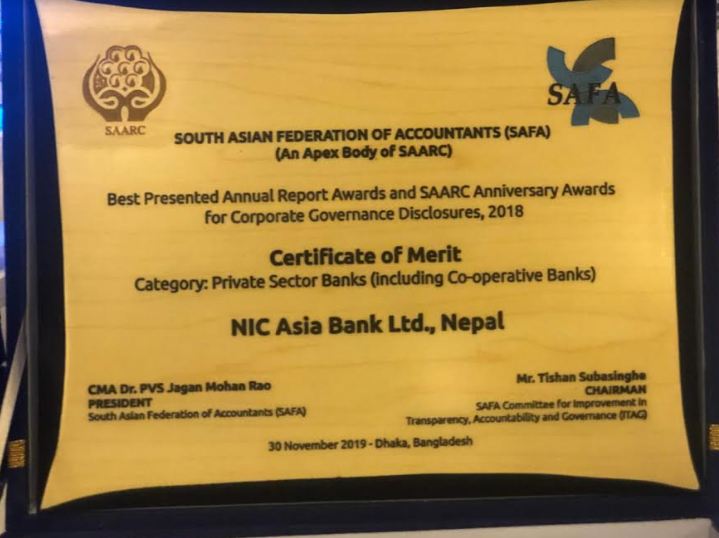 SAARC
SAFA
SOUTH ASIAN FEDERATION OF ACCOUNTANTS (SAFA)
(An Apex Body of SAARC)
Best Presented Annual Report Awards and SAARC Anniversary Awards
for Corporate Governance Disclosures, 2018
Certificate of Merit
Category: Private Sector Banks (including Co-operative Banks)
NIC Asia Bank Ltd., Nepal
CMA Dr. PVS Jagan Mohan Rao
PRESIDENT
South Asian Federation of Accountants (SAFA)
Mr. Tishan Subasinghe
CHAIRMAN
SAFA Committee for Improvement in
Transparency, Accountability and Governance (ITAG)
30 November 2019 - Dhaka, Bangladesh